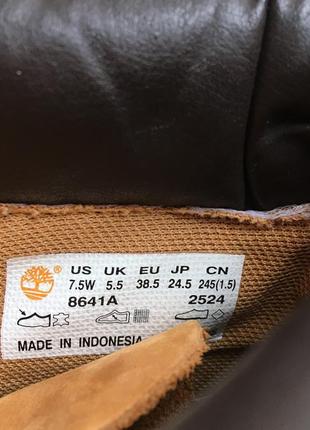 US UK EU JP CN
7.5W 5.5 38.5 24.5 245(1.5)
8641A 2524
MADE IN INDONESIA